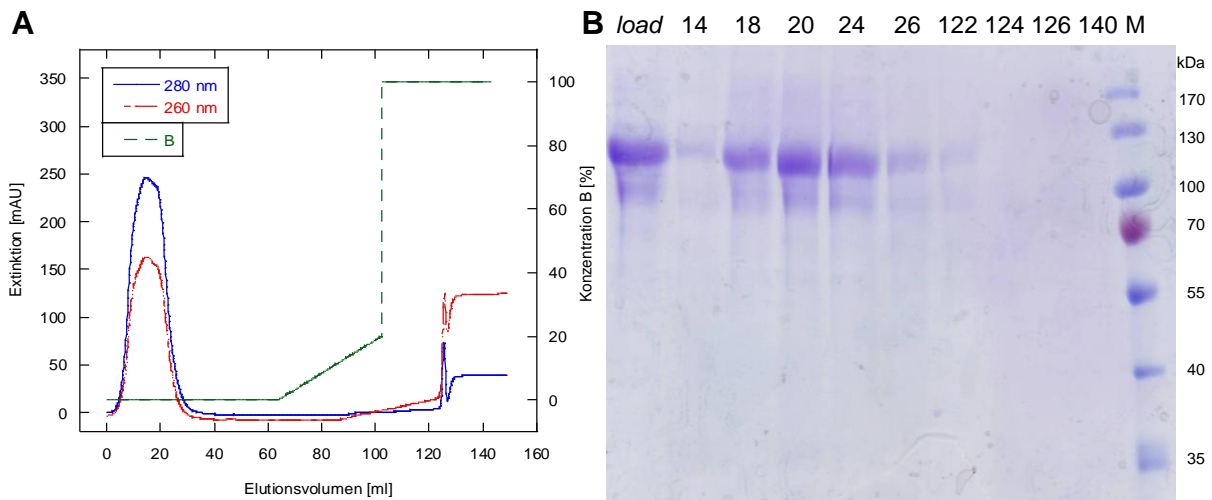 A
350
300
250
200
150
100
50
0
Extinktion [mAU]
280 nm
260 nm
B
100
80
60
40
20
0
Konzentration B [%]
0 20 40 60 80 100 120 140 160
Elutionsvolumen [ml]
B
load 14 18 20 24 26 122 124 126 140 M
kDa
170
130
100
70
55
40
35